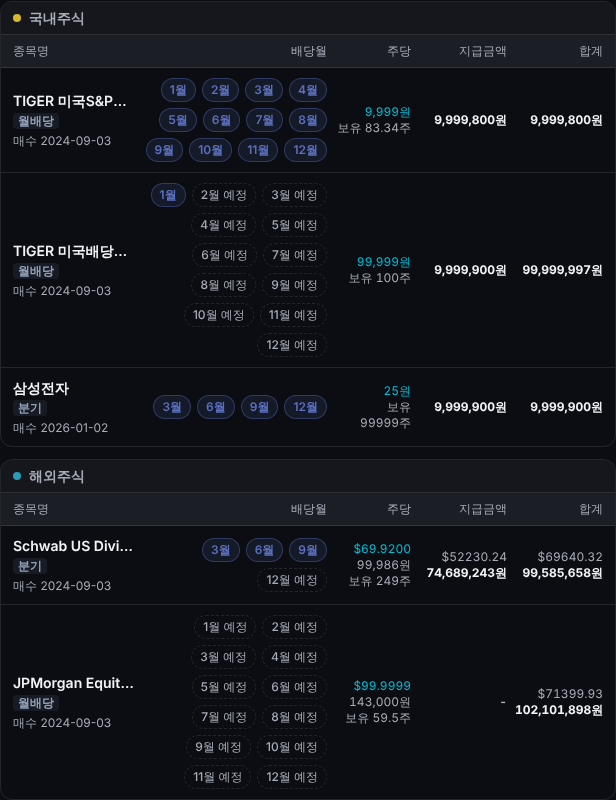 국내주식
종목명 배당월 주당 지급금액 합계
TIGER 미국S&P...
월배당
매수 2024-09-03
1월 2월 3월 4월
5월 6월 7월 8월
9월 10월 11월 12월
9,999원
보유 83.34주
9,999,800원
9,999,800원
TIGER 미국배당...
월배당
매수 2024-09-03
1월 2월 예정 3월 예정
4월 예정 5월 예정
6월 예정 7월 예정
8월 예정 9월 예정
10월 예정 11월 예정
12월 예정
99,999원
보유 100주
9,999,900원
99,999,997원
삼성전자
분기
매수 2026-01-02
3월 6월 9월 12월
25원
보유
99999주
9,999,900원
9,999,900원
해외주식
종목명 배당월 주당 지급금액 합계
Schwab US Divi...
분기
매수 2024-09-03
3월 6월 9월
12월 예정
$69.9200
99,986원
보유 249주
$52230.24
74,689,243원
$69640.32
99,585,658원
JPMorgan Equit...
월배당
매수 2024-09-03
1월 예정 2월 예정
3월 예정 4월 예정
5월 예정 6월 예정
7월 예정 8월 예정
9월 예정 10월 예정
11월 예정 12월 예정
$99.9999
143,000원
보유 59.5주
-
$71399.93
102,101,898원